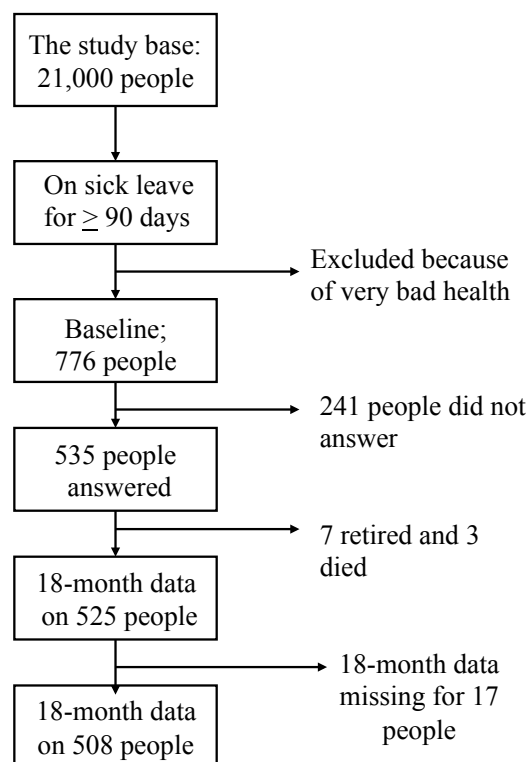 The study base:
21,000 people
On sick leave
for ≥ 90 days
Excluded because
of very bad health
Baseline;
776 people
241 people did not
answer
535 people
answered
7 retired and 3
died
18-month data
on 525 people
18-month data
missing for 17
people
18-month data
on 508 people